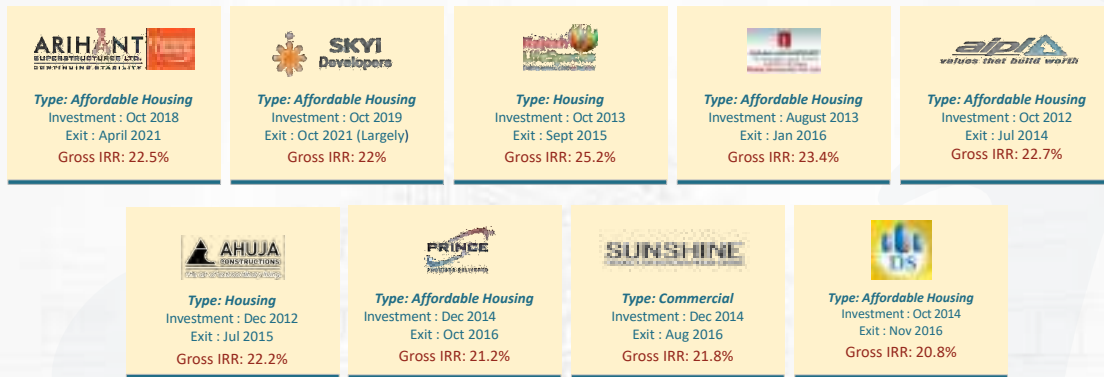 ARIHANT
SUPERSTRUCTURES LTD.
CONTINUING STABILITY
Type: Affordable Housing
Investment : Oct 2018
Exit : April 2021
Gross IRR: 22.5%
SKYi
Developers
Type: Affordable Housing
Investment : Oct 2019
Exit : Oct 2021 (Largely)
Gross IRR: 22%
Type: Housing
Investment : Oct 2013
Exit : Sept 2015
Gross IRR: 25.2%
Type: Affordable Housing
Investment : August 2013
Exit : Jan 2016
Gross IRR: 23.4%
aipl
values that build worth
Type: Affordable Housing
Investment : Oct 2012
Exit : Jul 2014
Gross IRR: 22.7%
AHUJA
CONSTRUCTIONS
Type: Housing
Investment : Dec 2012
Exit : Jul 2015
Gross IRR: 22.2%
PRINCE
Type: Affordable Housing
Investment : Dec 2014
Exit : Oct 2016
Gross IRR: 21.2%
SUNSHINE
Type: Commercial
Investment : Dec 2014
Exit : Aug 2016
Gross IRR: 21.8%
DS
Type: Affordable Housing
Investment : Oct 2014
Exit : Nov 2016
Gross IRR: 20.8%